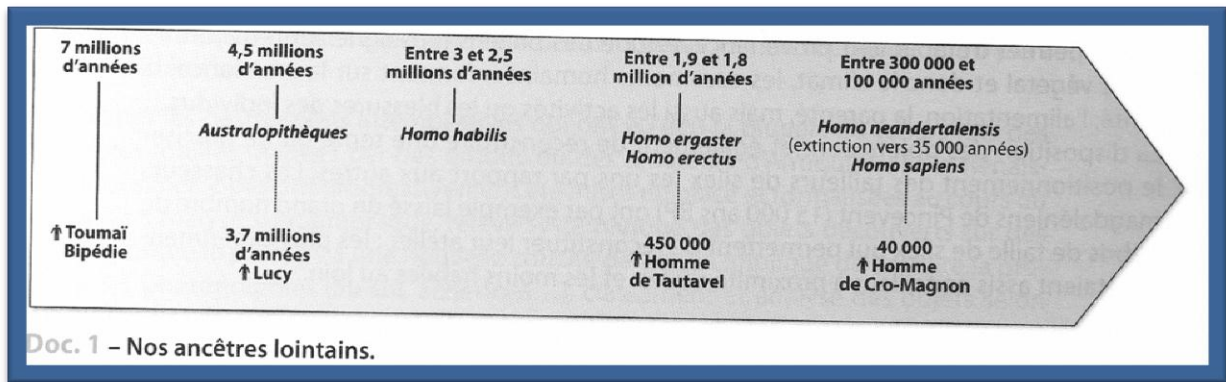 7 millions
d'années
4,5 millions
d'années
Entre 3 et 2,5
millions d'années
Entre 1,9 et 1,8
million d'années
Entre 300 000 et
100 000 années
Australopithèques
Homo habilis
Homo ergaster
Homo erectus
Homo neandertalensis
(extinction vers 35 000 années)
Homo sapiens
↑ Toumaï
Bipédie
3,7 millions
d'années
↑ Lucy
450 000
↑ Homme
de Tautavel
40 000
↑ Homme
de Cro-Magnon
Doc. 1 – Nos ancêtres lointains.